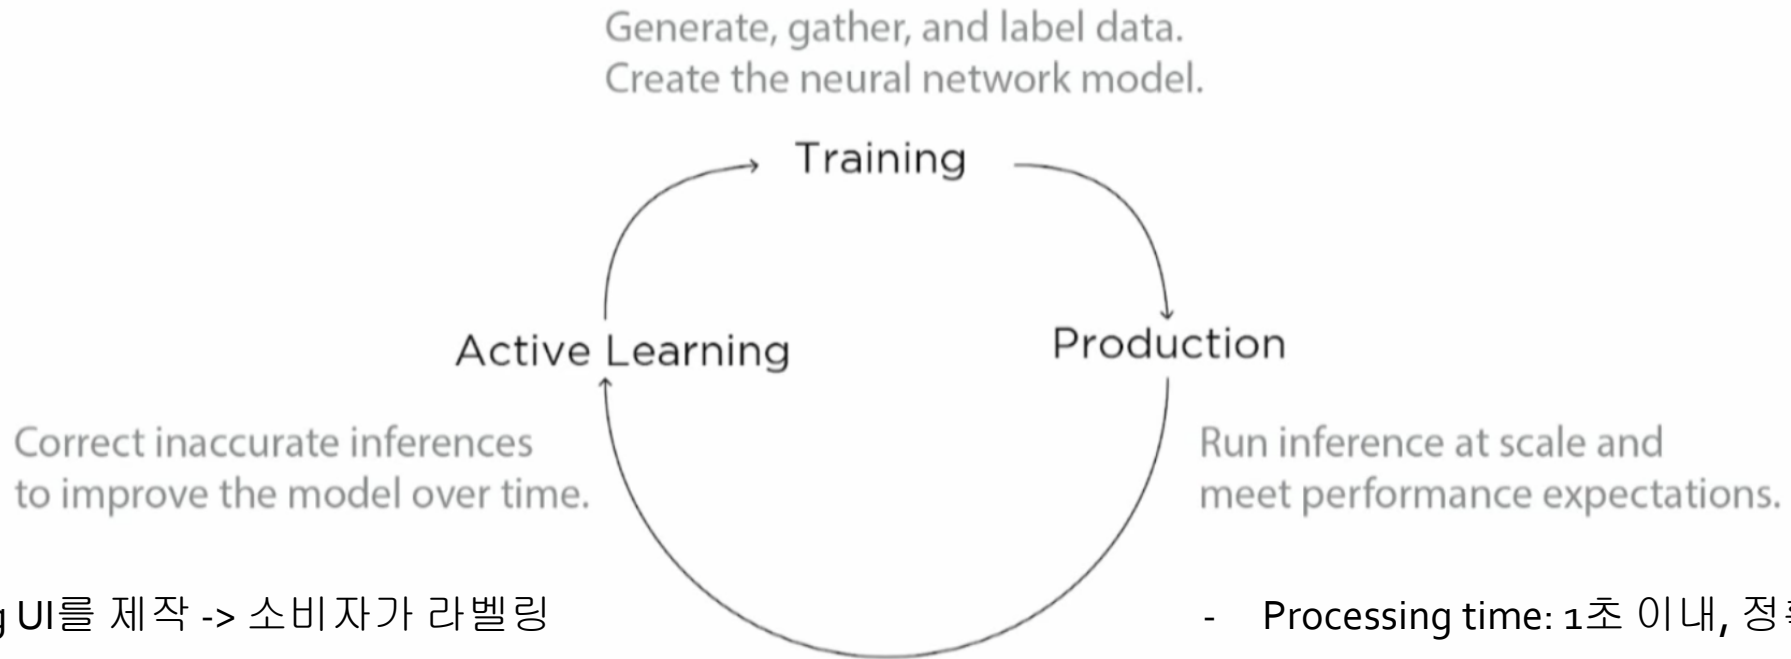 Generate, gather, and label data.
Create the neural network model.
Training
Active Learning
Production
Correct inaccurate inferences
to improve the model over time.
Run inference at scale and
meet performance expectations.
UI를 제작 -> 소비자가 라벨링
- Processing time: 1초 이내,